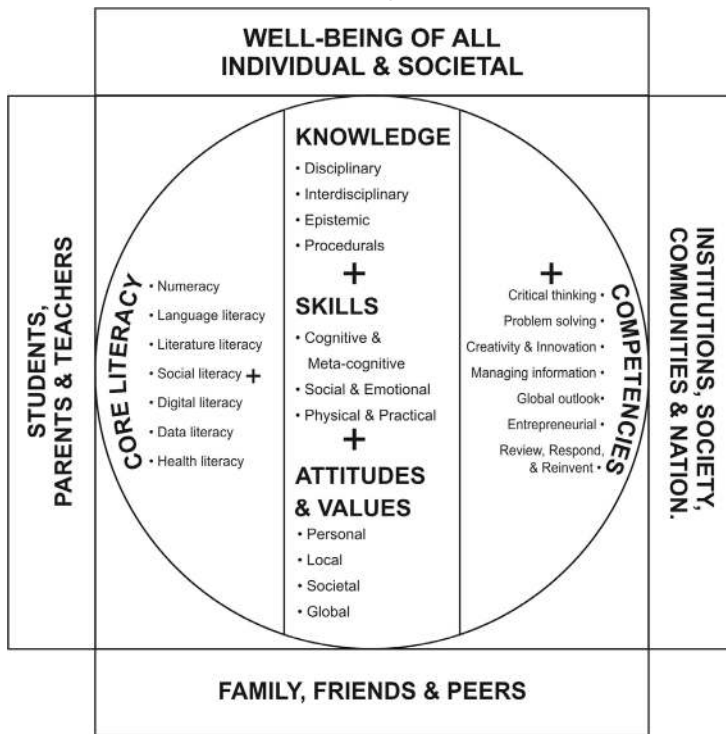 WELL-BEING OF ALL
INDIVIDUAL & SOCIETAL
STUDENTS,
PARENTS & TEACHERS
CORE LITERACY
• Numeracy
• Language literacy
• Literature literacy
• Social literacy +
• Digital literacy
• Data literacy
• Health literacy
KNOWLEDGE
• Disciplinary
• Interdisciplinary
• Epistemic
• Procedurals
+
SKILLS
• Cognitive &
Meta-cognitive
• Social & Emotional
• Physical & Practical
+
ATTITUDES
& VALUES
• Personal
• Local
• Societal
• Global
+
Critical thinking •
Problem solving •
Creativity & Innovation •
Managing information •
Global outlook •
Entrepreneurial •
Review, Respond,
& Reinvent •
COMPETENCIES
INSTITUTIONS, SOCIETY,
COMMUNITIES & NATION.
FAMILY, FRIENDS & PEERS